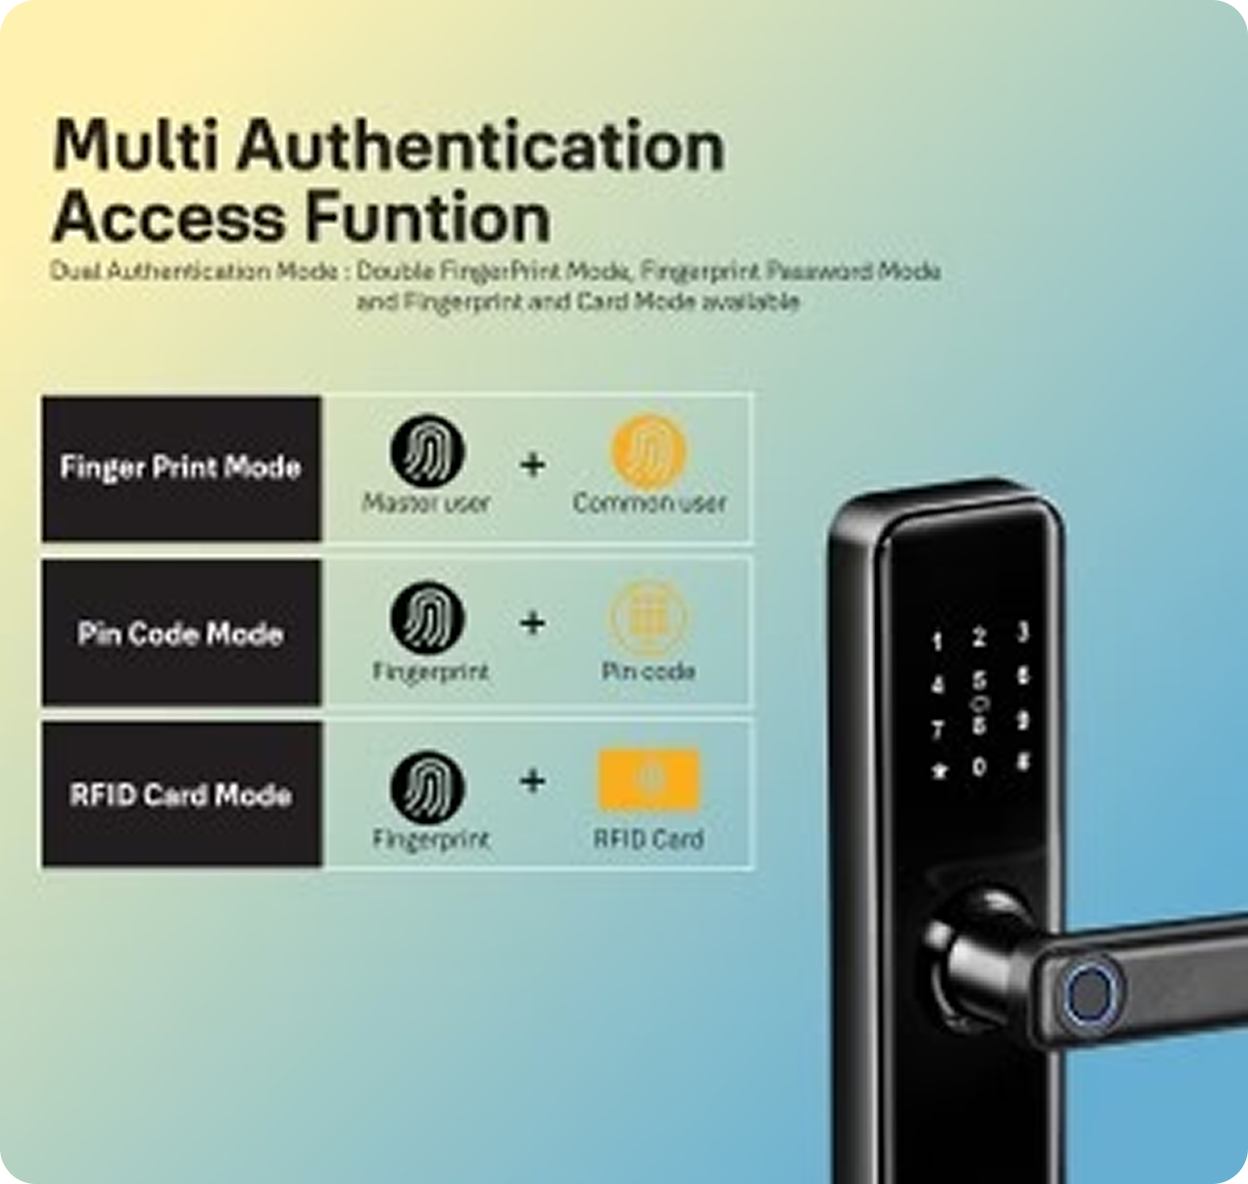 Multi Authentication
Access Funtion
Dual Authentication Mode : Double FingerPrint Mode, Fingerprint Password Mode
and Fingerprint and Card Mode available
Finger Print Mode
Master user
+
Common user
Pin Code Mode
Fingerprint
+
Pin code
RFID Card Mode
Fingerprint
+
RFID Card
1 2 3
4 5 6
7 8 9
* 0 #